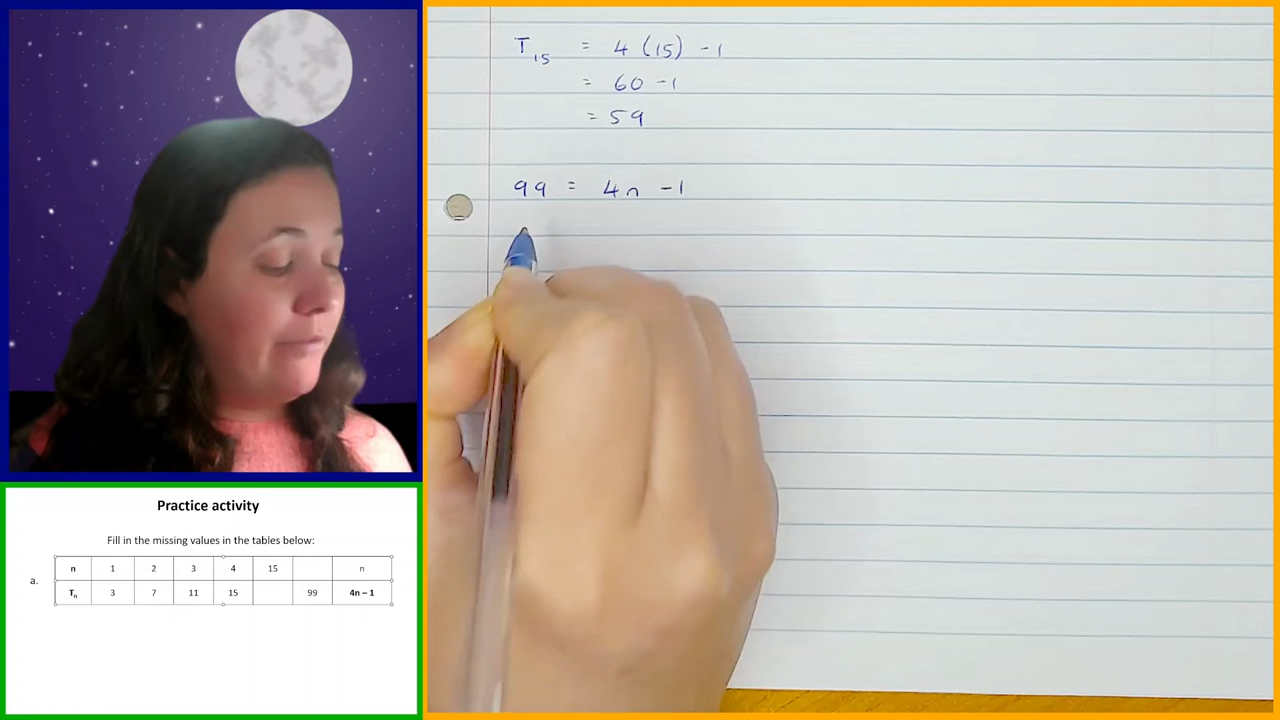 T₁₅ = 4 (15) -1
= 60 -1
= 59
99 = 4n -1
Practice activity
Fill in the missing values in the tables below:
a.
n 1 2 3 4 15 n
Tₙ 3 7 11 15 99 4n – 1